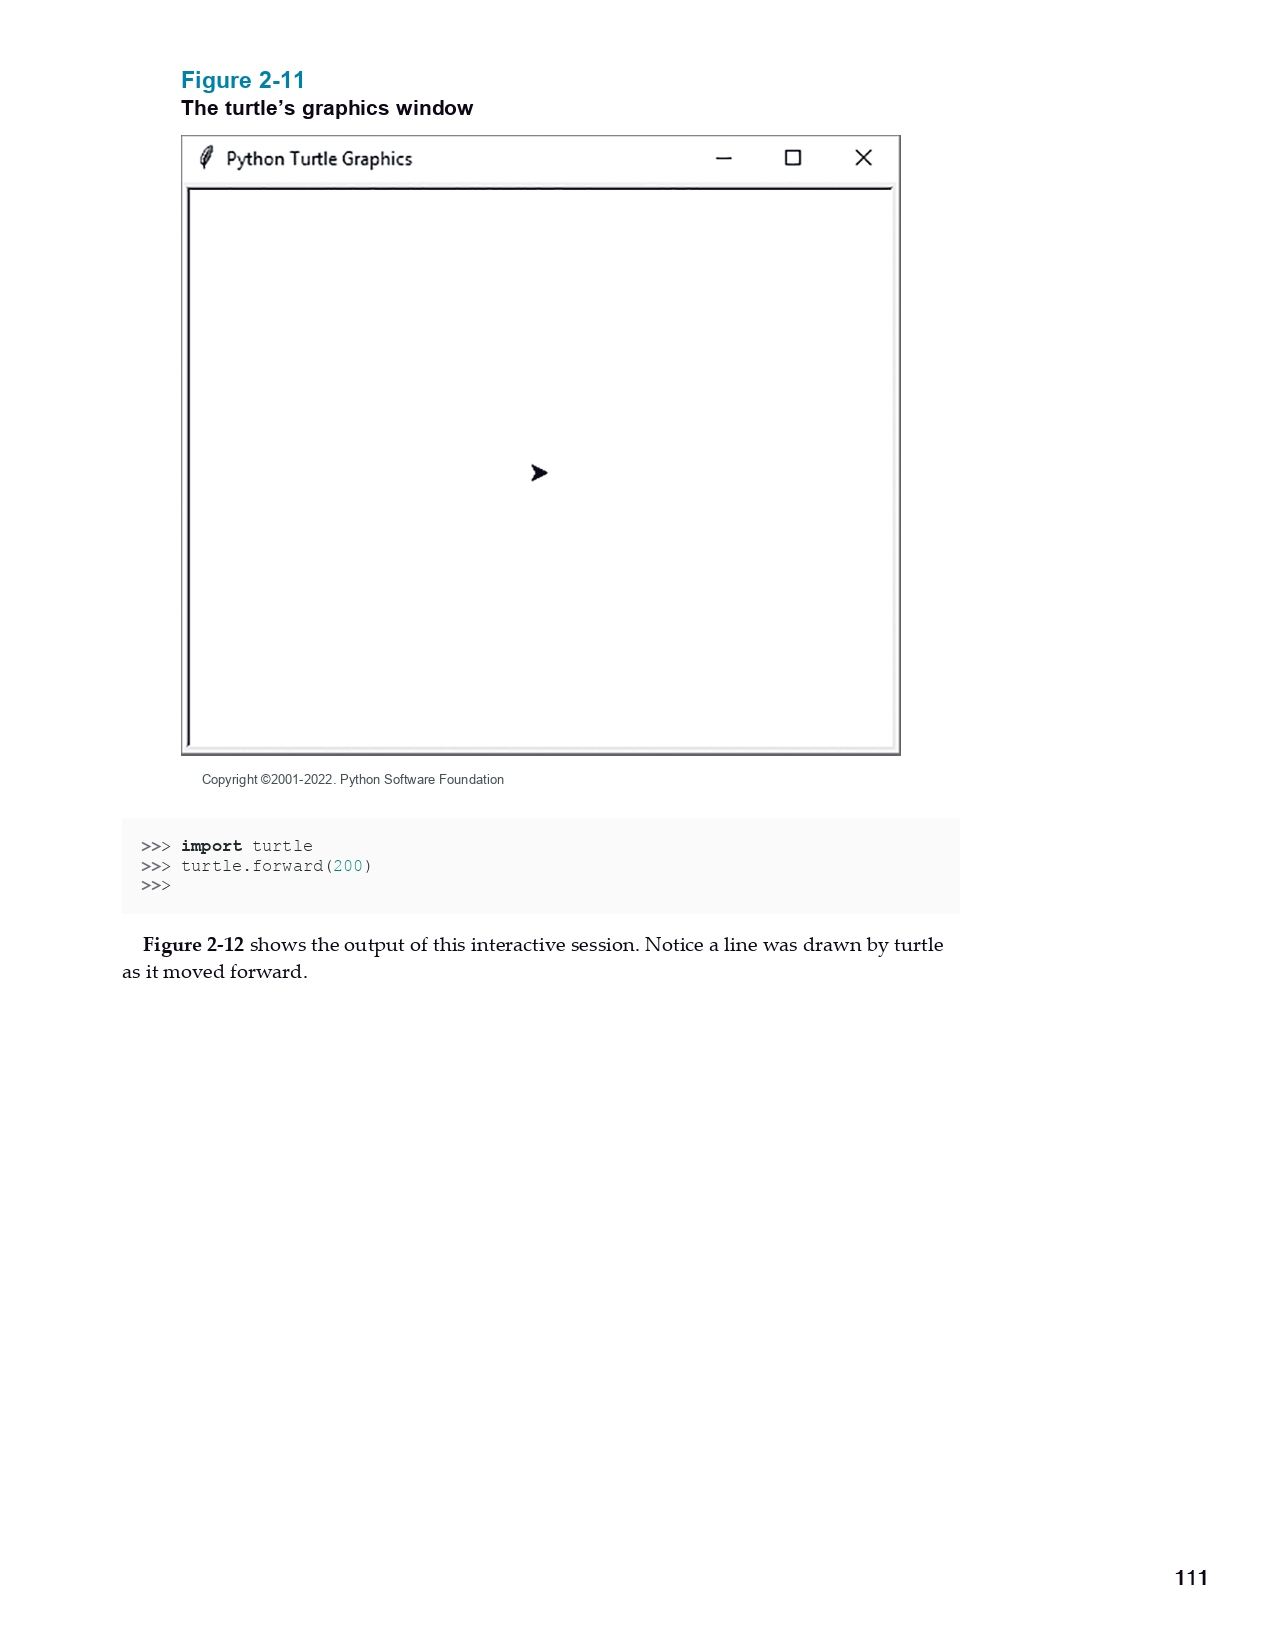 Figure 2-11
The turtle’s graphics window
Python Turtle Graphics
Copyright ©2001-2022. Python Software Foundation
>>> import turtle
>>> turtle.forward(200)
>>>
Figure 2-12 shows the output of this interactive session. Notice a line was drawn by turtle
as it moved forward.
111